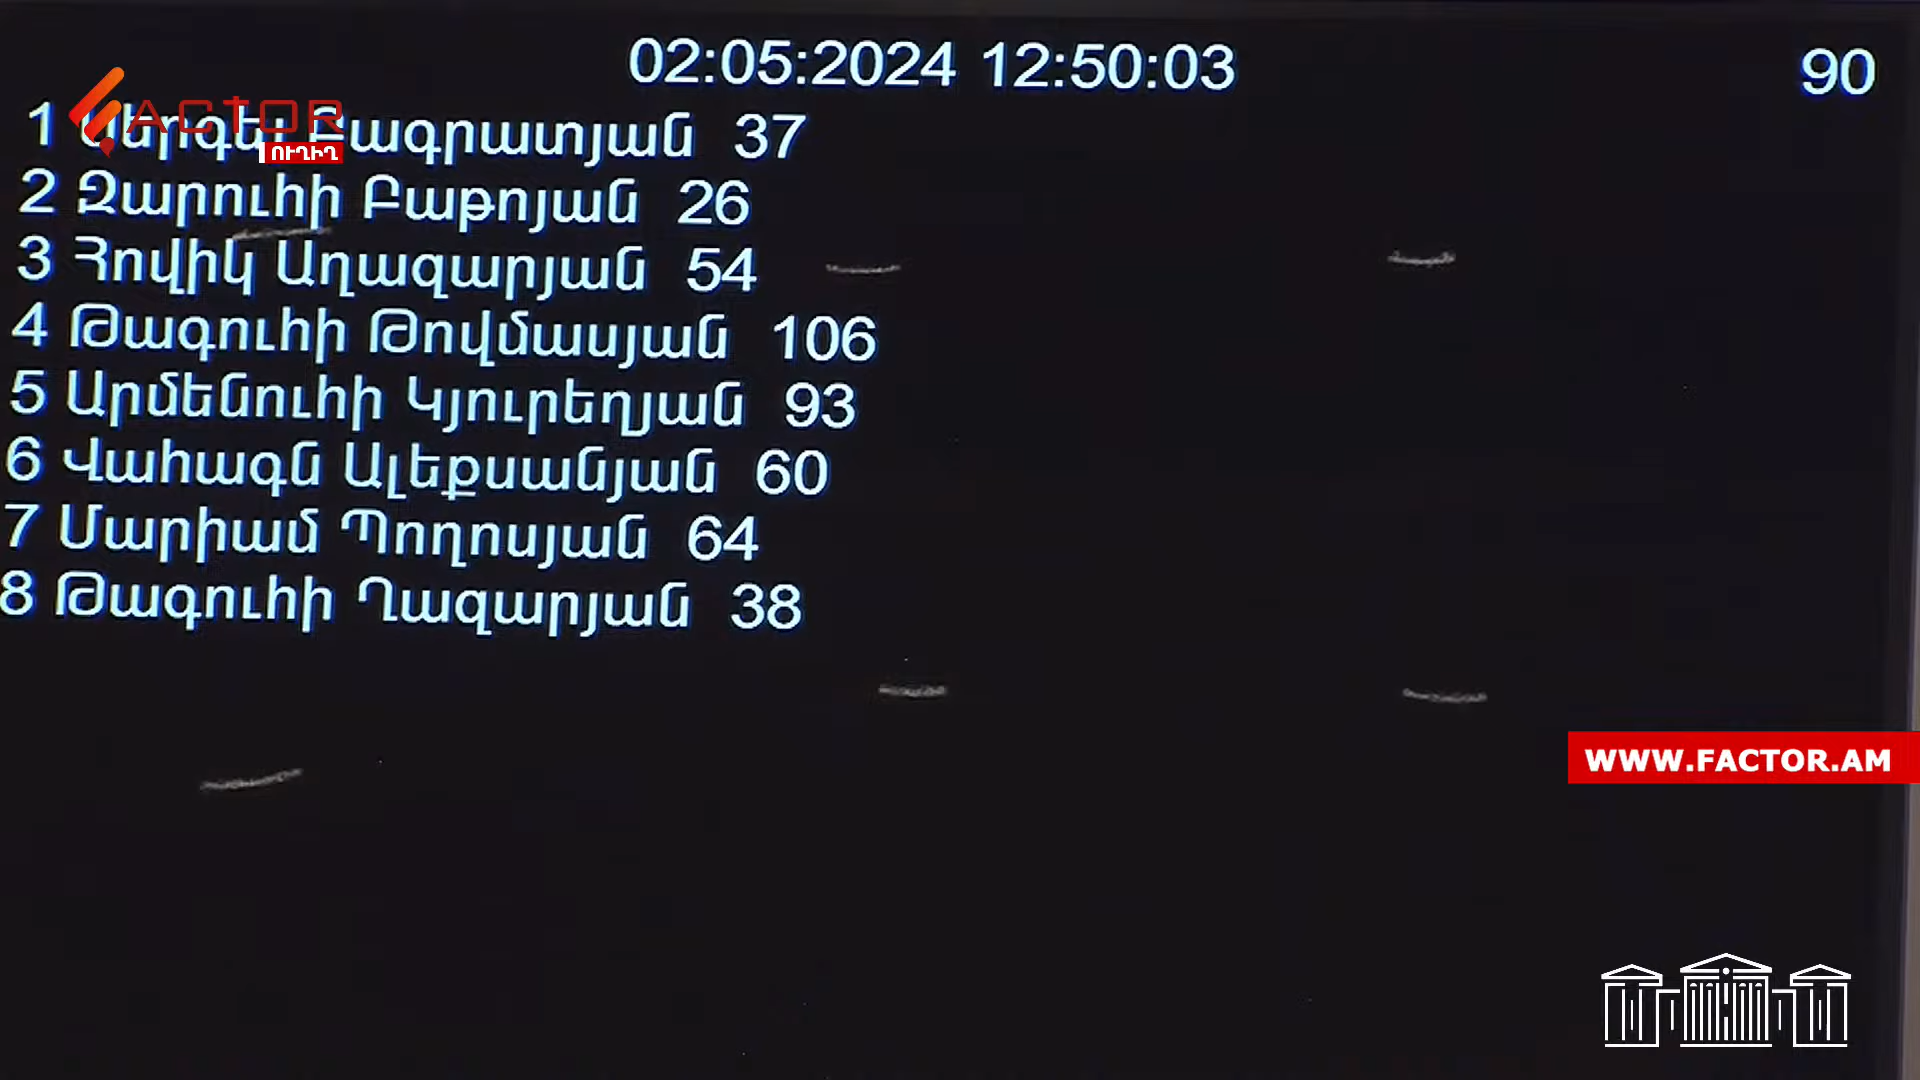 02:05:2024 12:50:03 90
FACTOR
ՈՒՂԻՂ
1 Սերգեյ Բագրատյան 37
2 Զարուհի Բաթոյան 26
3 Հովիկ Աղազարյան 54
4 Թագուհի Թովմասյան 106
5 Արմենուհի Կյուրեղյան 93
6 Վահագն Ալեքսանյան 60
7 Մարիամ Պողոսյան 64
8 Թագուհի Ղազարյան 38
WWW.FACTOR.AM